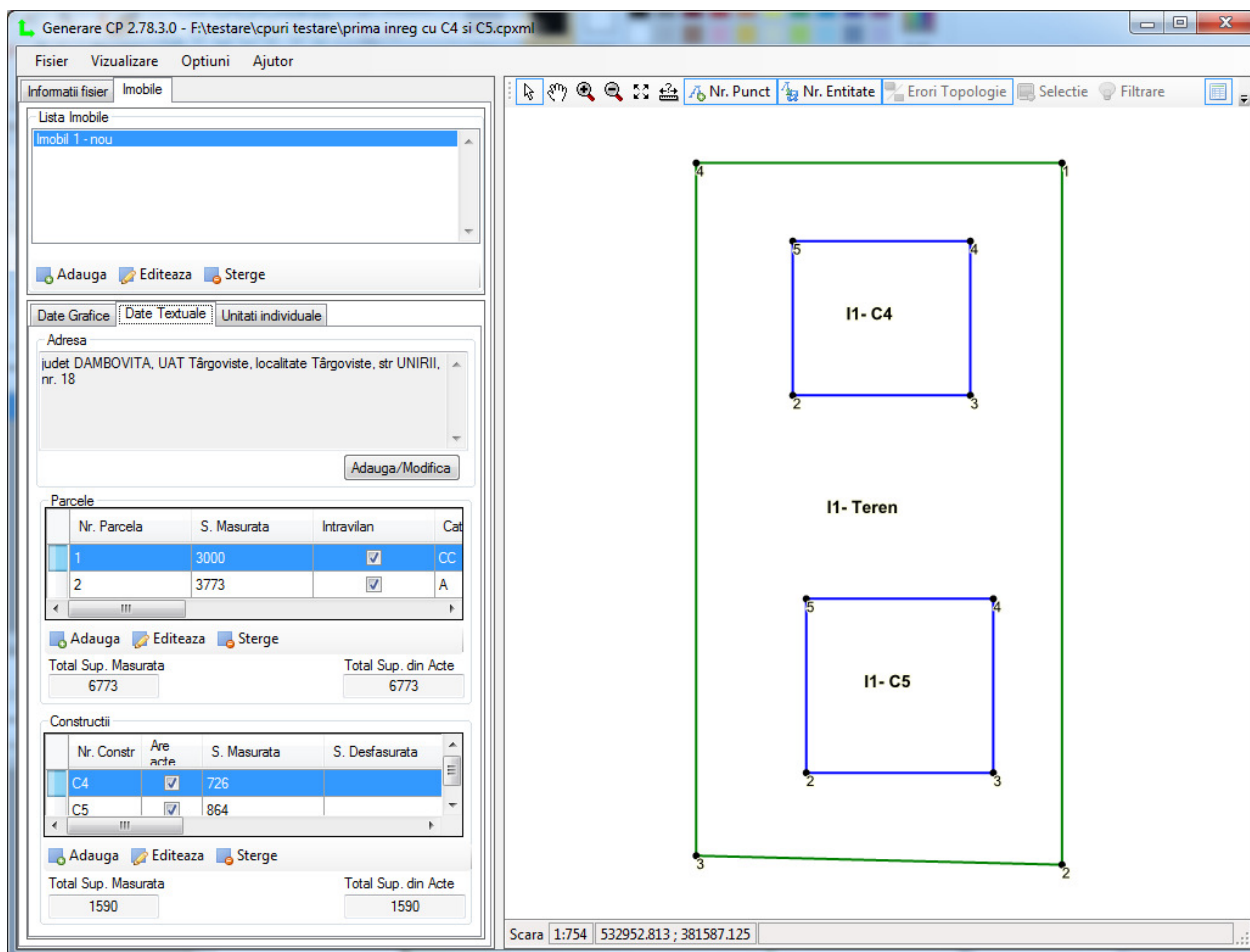 Generare CP 2.78.3.0 - F:\testare\cpuri testare\prima inreg cu C4 si C5.cpxml
Fisier Vizualizare Optiuni Ajutor
Informatii fisier Imobile
Lista Imobile
Imobil 1 - nou
Adauga Editeaza Sterge
Date Grafice Date Textuale Unitati individuale
Adresa
judet DAMBOVITA, UAT Târgoviste, localitate Târgoviste, str UNIRII,
nr. 18
Adauga/Modifica
Parcele
Nr. Parcela S. Masurata Intravilan Cat
1 3000 CC
2 3773 A
Adauga Editeaza Sterge
Total Sup. Masurata Total Sup. din Acte
6773 6773
Constructii
Nr. Constr Are acte S. Masurata S. Desfasurata
C4 726
C5 864
Adauga Editeaza Sterge
Total Sup. Masurata Total Sup. din Acte
1590 1590
Nr. Punct Nr. Entitate Erori Topologie Selectie Filtrare
4 1
5 4
I1- C4
2 3
I1- Teren
5 4
I1- C5
2 3
3 2
Scara 1:754 532952.813 ; 381587.125